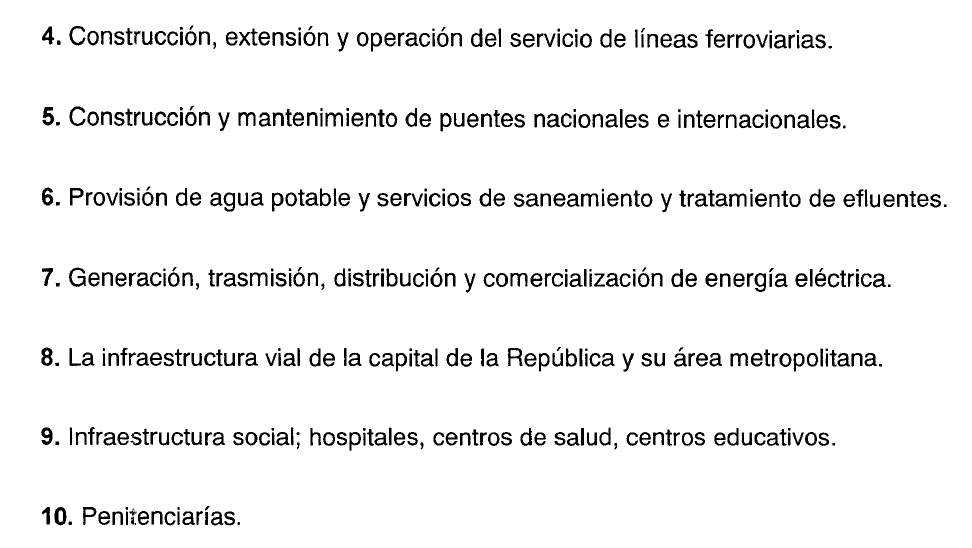 4. Construcción, extensión y operación del servicio de líneas ferroviarias.
5. Construcción y mantenimiento de puentes nacionales e internacionales.
6. Provisión de agua potable y servicios de saneamiento y tratamiento de efluentes.
7. Generación, trasmisión, distribución y comercialización de energía eléctrica.
8. La infraestructura vial de la capital de la República y su área metropolitana.
9. Infraestructura social; hospitales, centros de salud, centros educativos.
10. Penitenciarías.